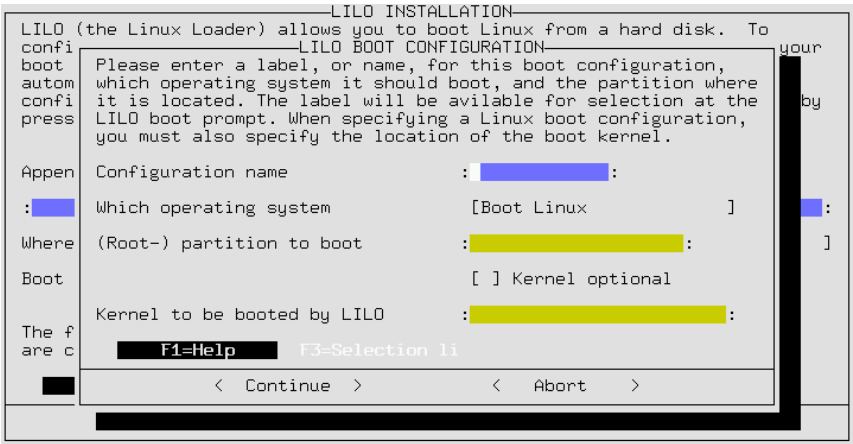 LILO INSTALLATION
LILO (the Linux Loader) allows you to boot Linux from a hard disk. To
confi
LILO BOOT CONFIGURATION
your
boot
Please enter a label, or name, for this boot configuration,
autom
which operating system it should boot, and the partition where
confi
it is located. The label will be avilable for selection at the
by
press
LILO boot prompt. When specifying a Linux boot configuration,
you must also specify the location of the boot kernel.
Appen
Configuration name : :
: Which operating system [Boot Linux ] :
Where
(Root-) partition to boot : : ]
Boot
[ ] Kernel optional
Kernel to be booted by LILO : :
The f
are c
F1=Help F3=Selection li
< Continue > < Abort >